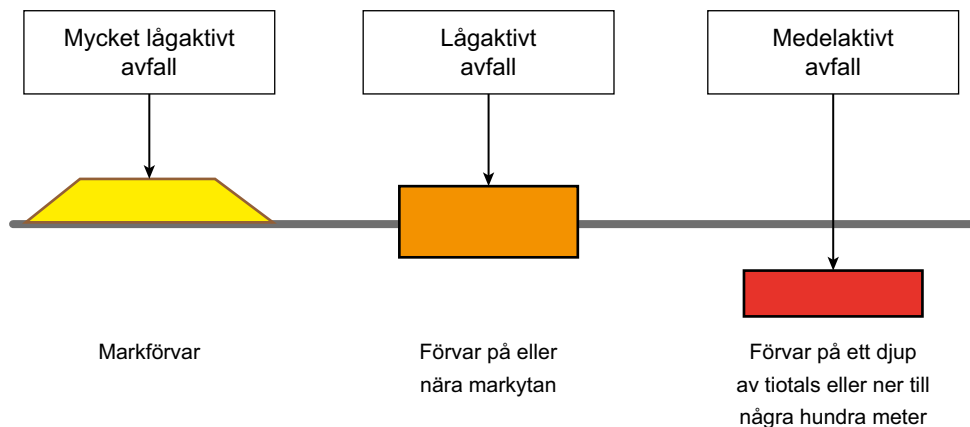 Mycket lågaktivt
avfall
Lågaktivt
avfall
Medelaktivt
avfall
Markförvar
Förvar på eller
nära markytan
Förvar på ett djup
av tiotals eller ner till
några hundra meter